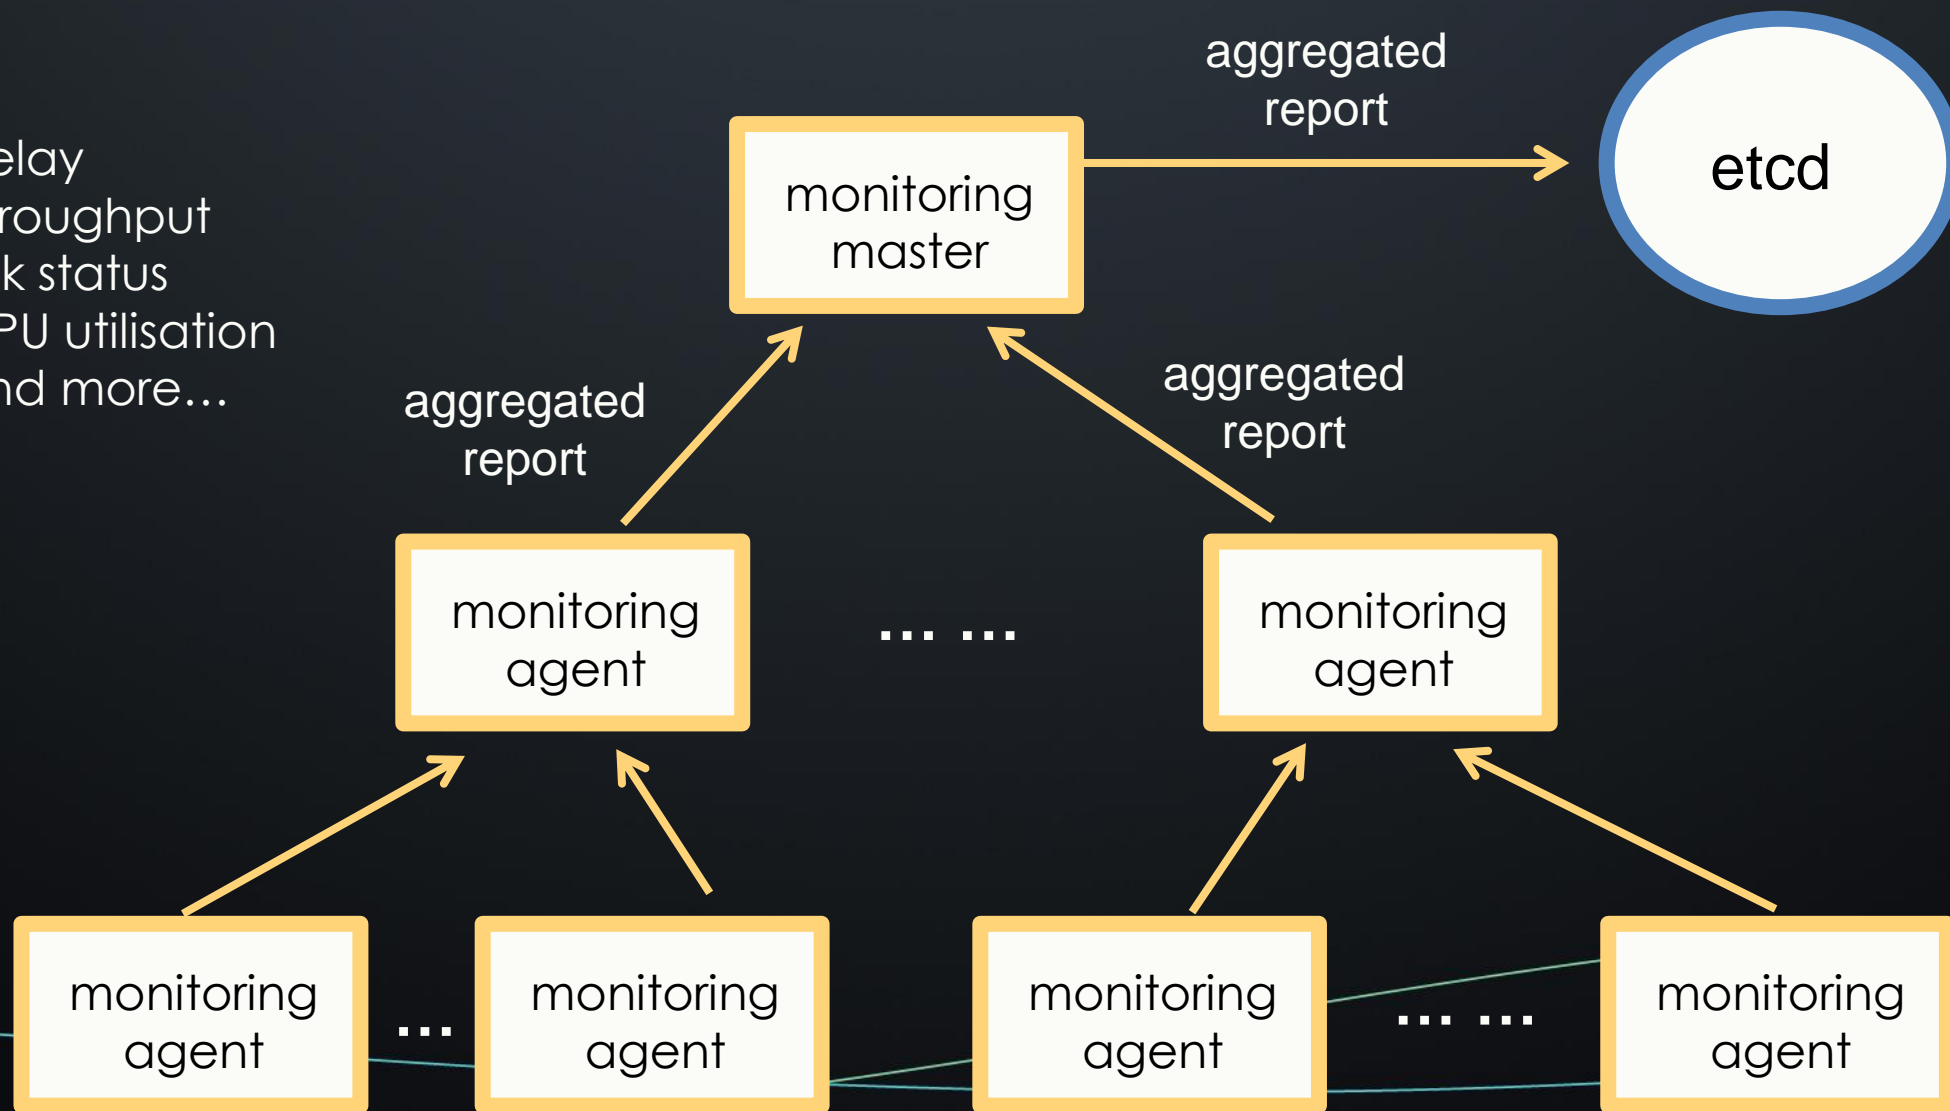 aggregated
report
etcd
elay
roughput
k status
PU utilisation
nd more…
monitoring
master
aggregated
report
aggregated
report
monitoring
agent
... ...
monitoring
agent
monitoring
agent
...
monitoring
agent
monitoring
agent
... ...
monitoring
agent